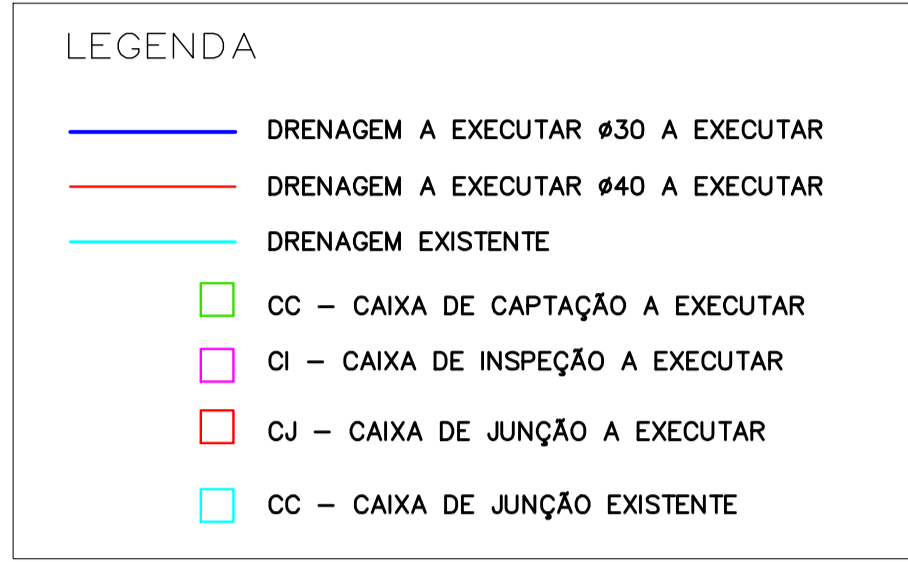 LEGENDA
DRENAGEM A EXECUTAR ø30 A EXECUTAR
DRENAGEM A EXECUTAR ø40 A EXECUTAR
DRENAGEM EXISTENTE
CC – CAIXA DE CAPTAÇÃO A EXECUTAR
CI – CAIXA DE INSPEÇÃO A EXECUTAR
CJ – CAIXA DE JUNÇÃO A EXECUTAR
CC – CAIXA DE JUNÇÃO EXISTENTE